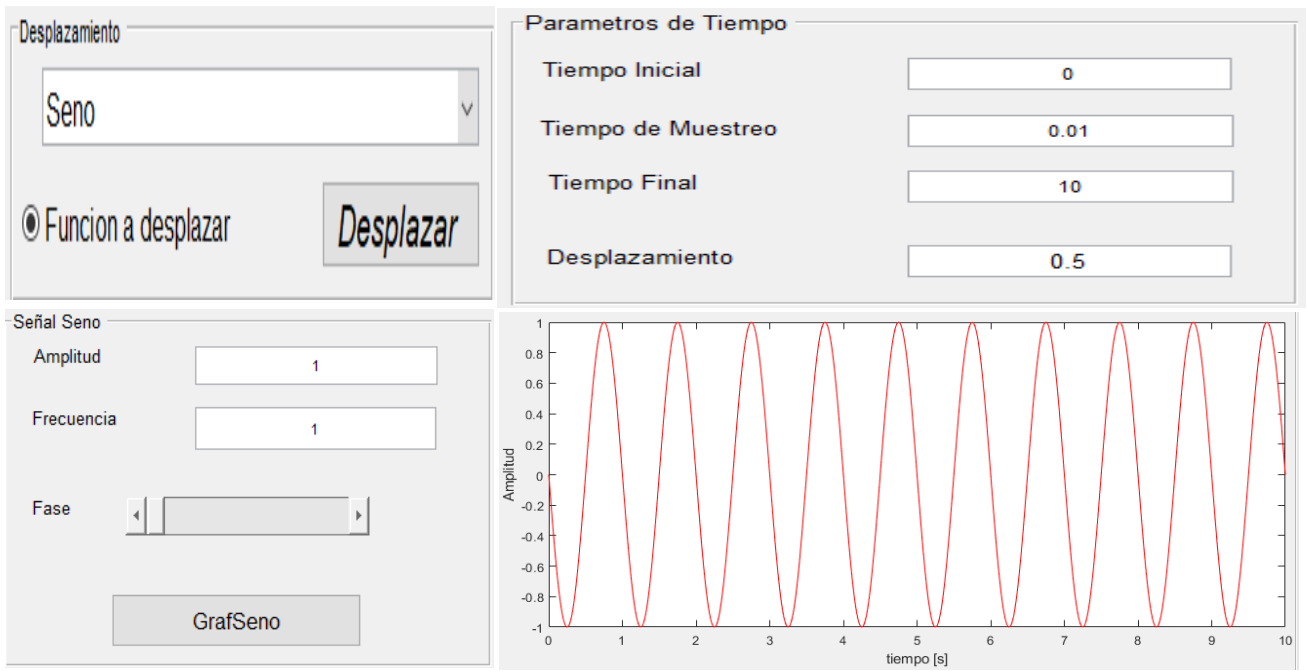 Desplazamiento
Seno
Funcion a desplazar
Desplazar
Parametros de Tiempo
Tiempo Inicial 0
Tiempo de Muestreo 0.01
Tiempo Final 10
Desplazamiento 0.5
Señal Seno
Amplitud 1
Frecuencia 1
Fase
GrafSeno
1
0.8
0.6
0.4
0.2
0
-0.2
-0.4
-0.6
-0.8
-1
Amplitud
0 1 2 3 4 5 6 7 8 9 10
tiempo [s]